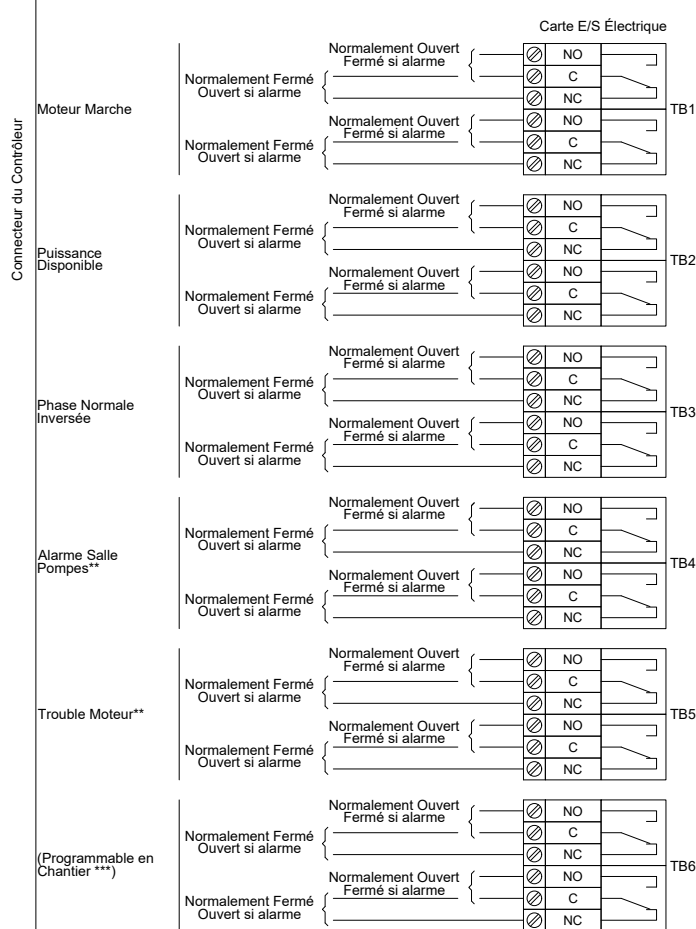 Carte E/S Électrique
Connecteur du Contrôleur
Moteur Marche
Normalement Ouvert
Fermé si alarme
Normalement Fermé
Ouvert si alarme
Normalement Ouvert
Fermé si alarme
Normalement Fermé
Ouvert si alarme
NO
C
NC
NO
C
NC
TB1
Puissance
Disponible
Normalement Ouvert
Fermé si alarme
Normalement Fermé
Ouvert si alarme
Normalement Ouvert
Fermé si alarme
Normalement Fermé
Ouvert si alarme
NO
C
NC
NO
C
NC
TB2
Phase Normale
Inversée
Normalement Ouvert
Fermé si alarme
Normalement Fermé
Ouvert si alarme
Normalement Ouvert
Fermé si alarme
Normalement Fermé
Ouvert si alarme
NO
C
NC
NO
C
NC
TB3
Alarme Salle
Pompes**
Normalement Ouvert
Fermé si alarme
Normalement Fermé
Ouvert si alarme
Normalement Ouvert
Fermé si alarme
Normalement Fermé
Ouvert si alarme
NO
C
NC
NO
C
NC
TB4
Trouble Moteur**
Normalement Ouvert
Fermé si alarme
Normalement Fermé
Ouvert si alarme
Normalement Ouvert
Fermé si alarme
Normalement Fermé
Ouvert si alarme
NO
C
NC
NO
C
NC
TB5
(Programmable en
Chantier ***)
Normalement Ouvert
Fermé si alarme
Normalement Fermé
Ouvert si alarme
Normalement Ouvert
Fermé si alarme
Normalement Fermé
Ouvert si alarme
NO
C
NC
NO
C
NC
TB6